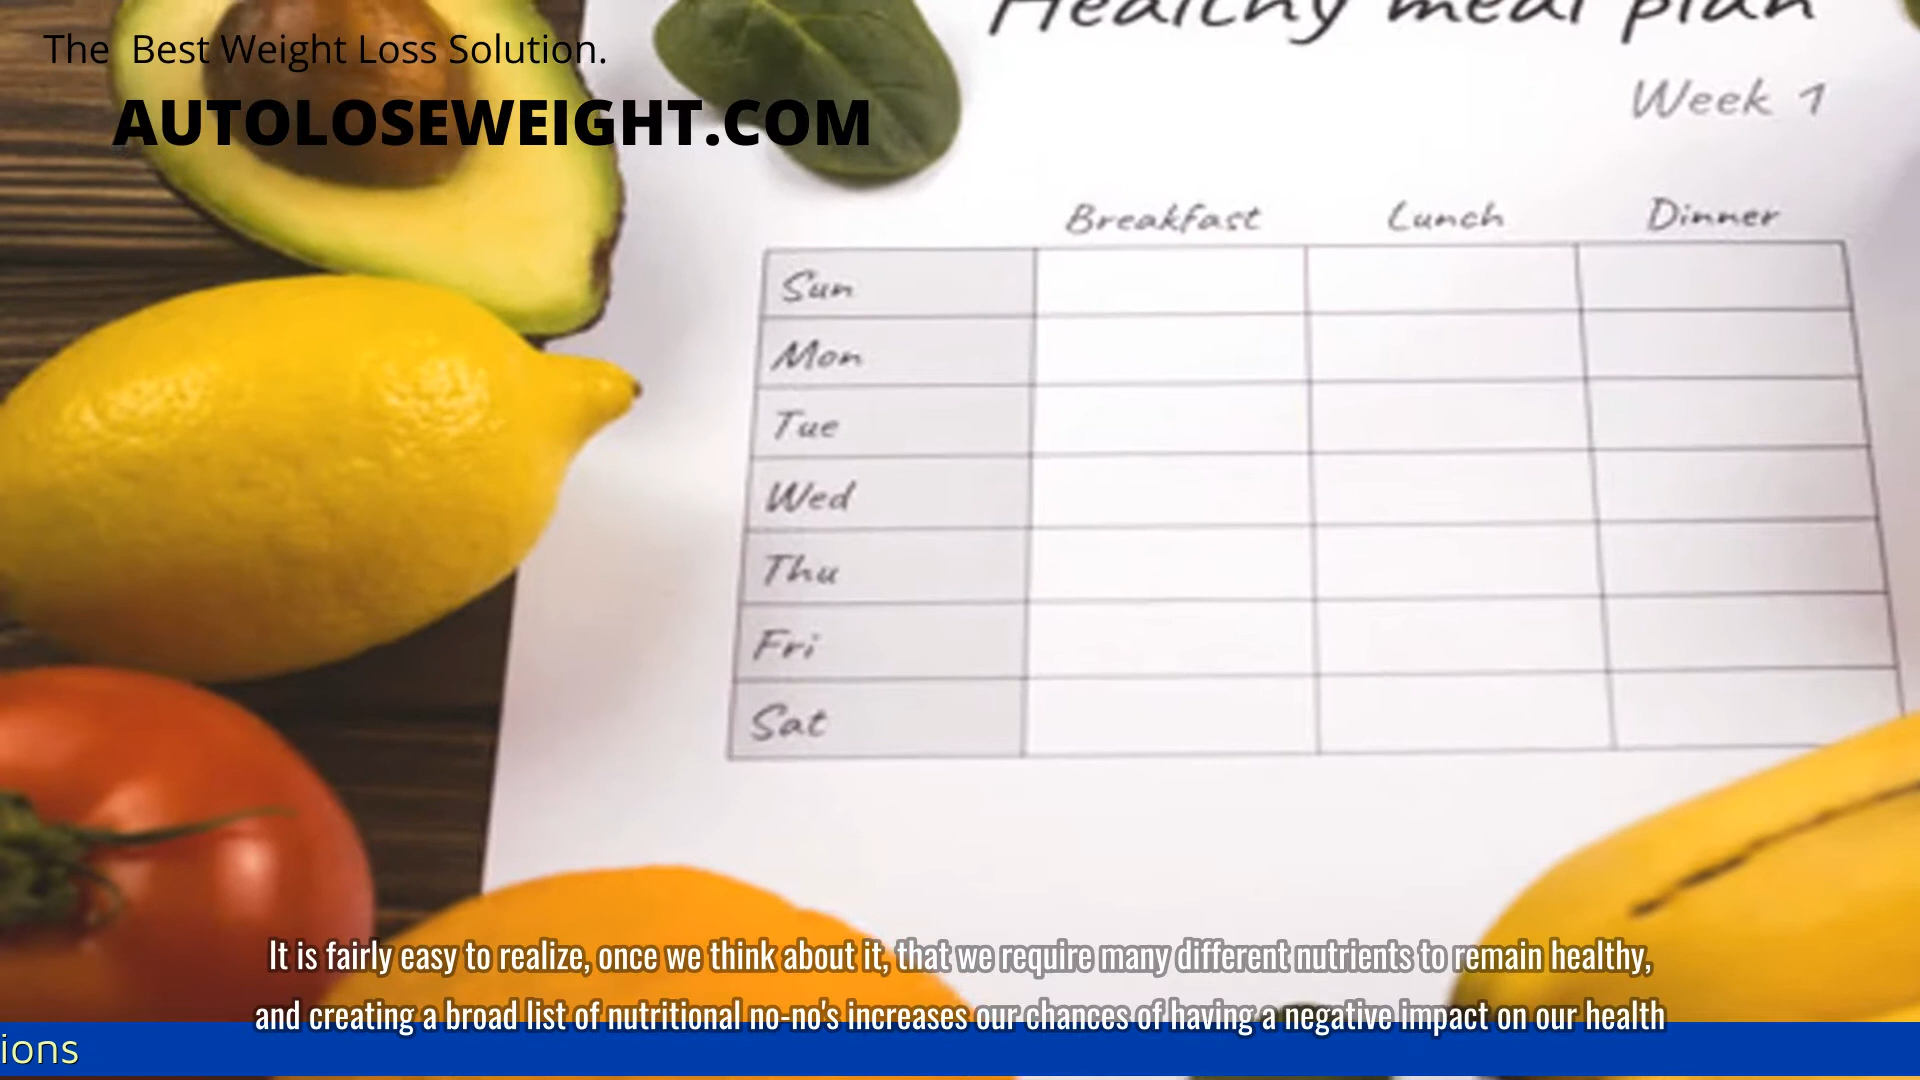 The  Best Weight Loss Solution.
AUTOLOSEWEIGHT.COM
Healthy meal plan
Week 1
Breakfast Lunch Dinner
Sun
Mon
Tue
Wed
Thu
Fri
Sat
It is fairly easy to realize, once we think about it, that we require many different nutrients to remain healthy,
and creating a broad list of nutritional no-no's increases our chances of having a negative impact on our health
ions